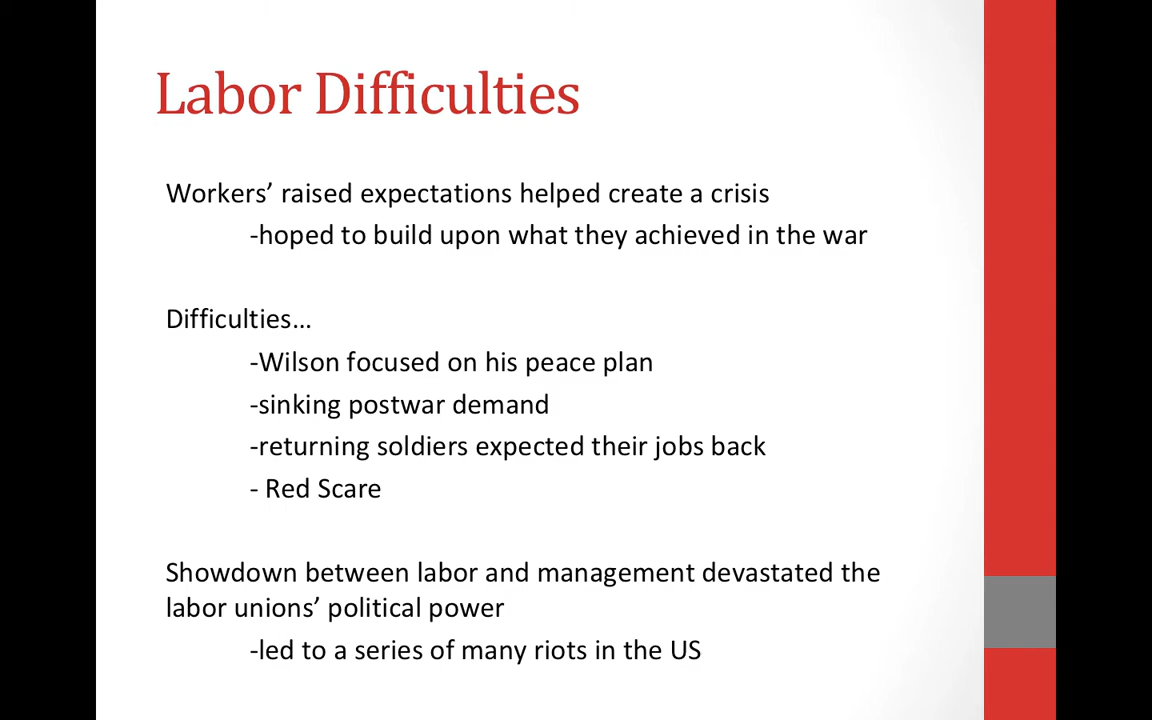 Labor Difficulties
Workers’ raised expectations helped create a crisis
-hoped to build upon what they achieved in the war
Difficulties…
-Wilson focused on his peace plan
-sinking postwar demand
-returning soldiers expected their jobs back
- Red Scare
Showdown between labor and management devastated the
labor unions’ political power
-led to a series of many riots in the US